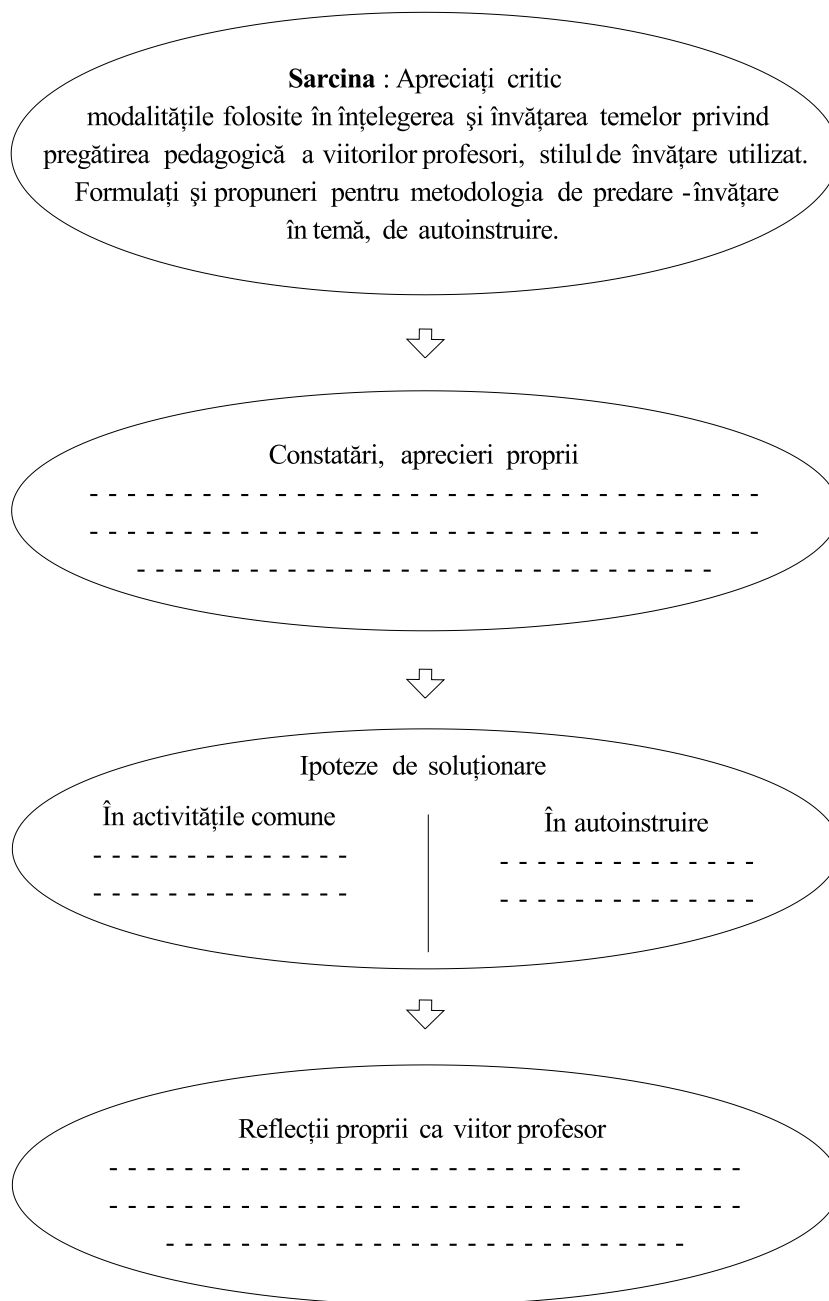 Sarcina : Apreciați critic
modalitățile folosite în înțelegerea şi învățarea temelor privind
pregătirea pedagogică a viitorilor profesori, stilul de învățare utilizat.
Formulați şi propuneri pentru metodologia de predare -învățare
în temă, de autoinstruire.
Constatări, aprecieri proprii
- - - - - - - - - - - - - - - - - - - - - - - - - - - - - - - - - - - -
- - - - - - - - - - - - - - - - - - - - - - - - - - - - - - - - - - - -
- - - - - - - - - - - - - - - - - - - - - - - - - - - - - - -
Ipoteze de soluționare
În activitățile comune
- - - - - - - - - - - - - -
- - - - - - - - - - - - - -
În autoinstruire
- - - - - - - - - - - - - -
- - - - - - - - - - - - - -
Reflecții proprii ca viitor profesor
- - - - - - - - - - - - - - - - - - - - - - - - - - - - - - - - - -
- - - - - - - - - - - - - - - - - - - - - - - - - - - - - - - - - -
- - - - - - - - - - - - - - - - - - - - - - - - - - - -